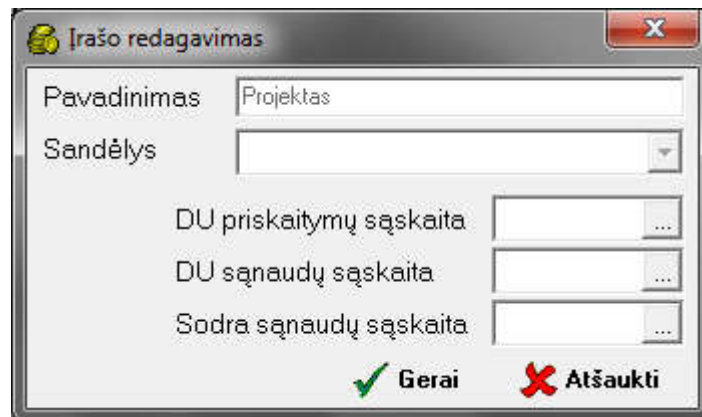 Įrašo redagavimas
Pavadinimas Projektas
Sandėlys
DU priskaitymų sąskaita ...
DU sąnaudų sąskaita ...
Sodra sąnaudų sąskaita ...
Gerai Atšaukti